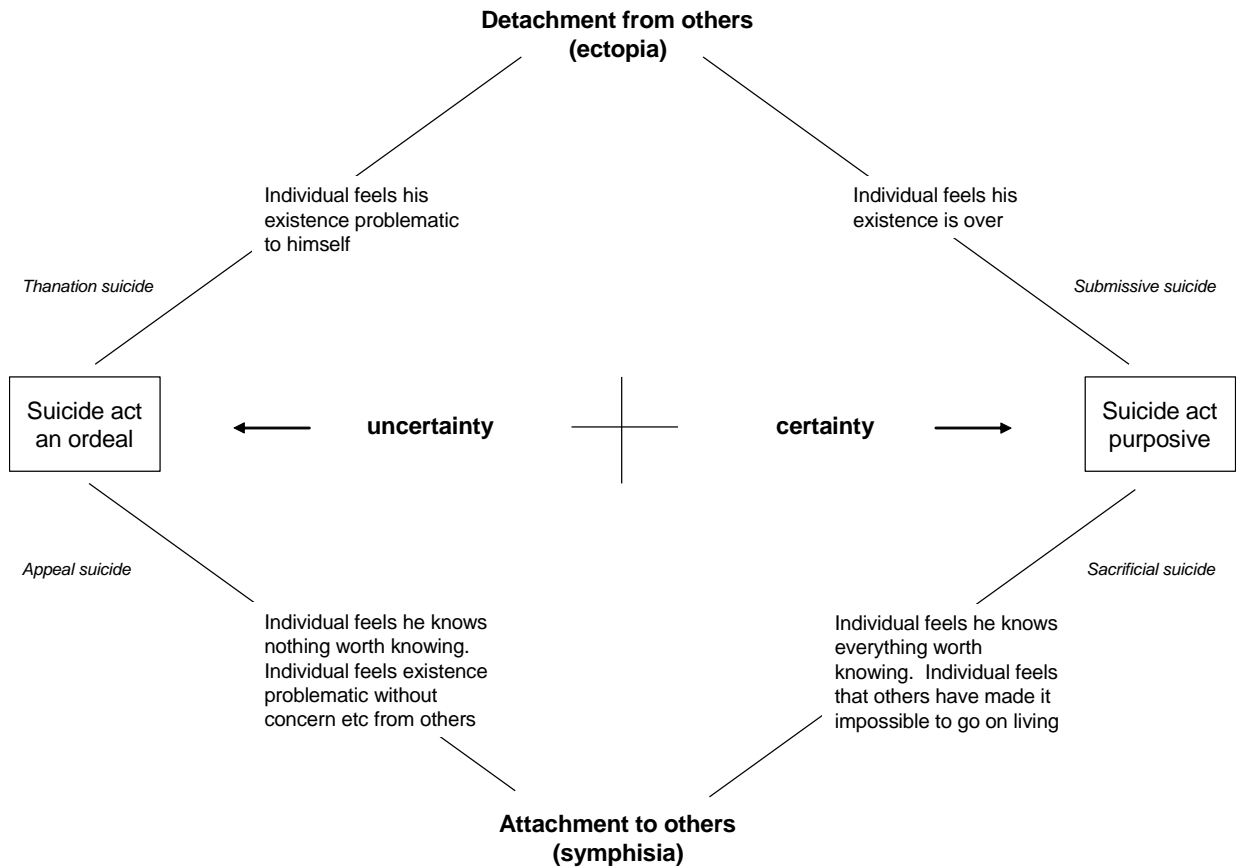 Detachment from others
(ectopia)
Individual feels his
existence problematic
to himself
Individual feels his
existence is over
Thanation suicide
Submissive suicide
Suicide act
an ordeal
uncertainty
certainty
Suicide act
purposive
Appeal suicide
Sacrificial suicide
Individual feels he knows
nothing worth knowing.
Individual feels existence
problematic without
concern etc from others
Individual feels he knows
everything worth
knowing. Individual feels
that others have made it
impossible to go on living
Attachment to others
(symphisia)